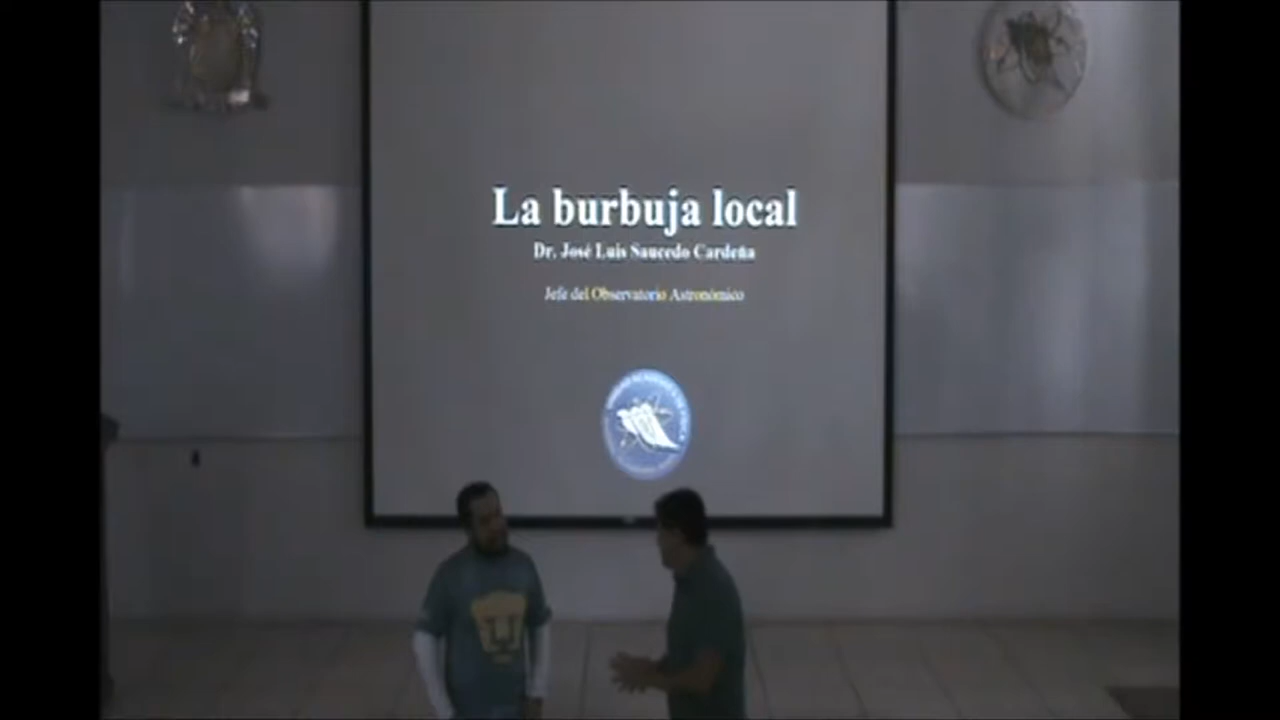 La burbuja local
Dr. José Luis Saucedo Cardeña
Jefe del Observatorio Astronómico
U